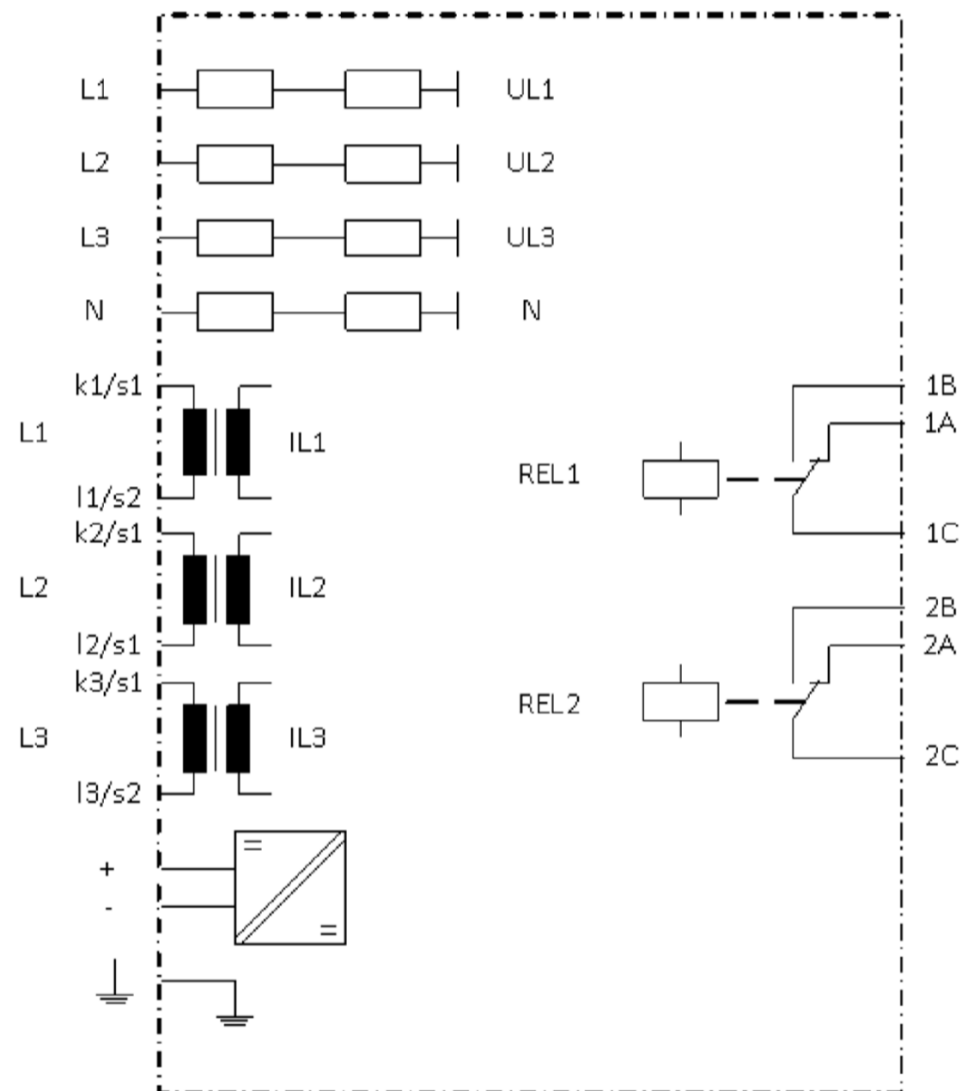 L1 UL1
L2 UL2
L3 UL3
N N
k1/s1 1B
1A
L1 IL1
REL1
l1/s2
k2/s1 1C
L2 IL2
2B
l2/s1 2A
k3/s1
REL2
L3 IL3
2C
l3/s2
+
-